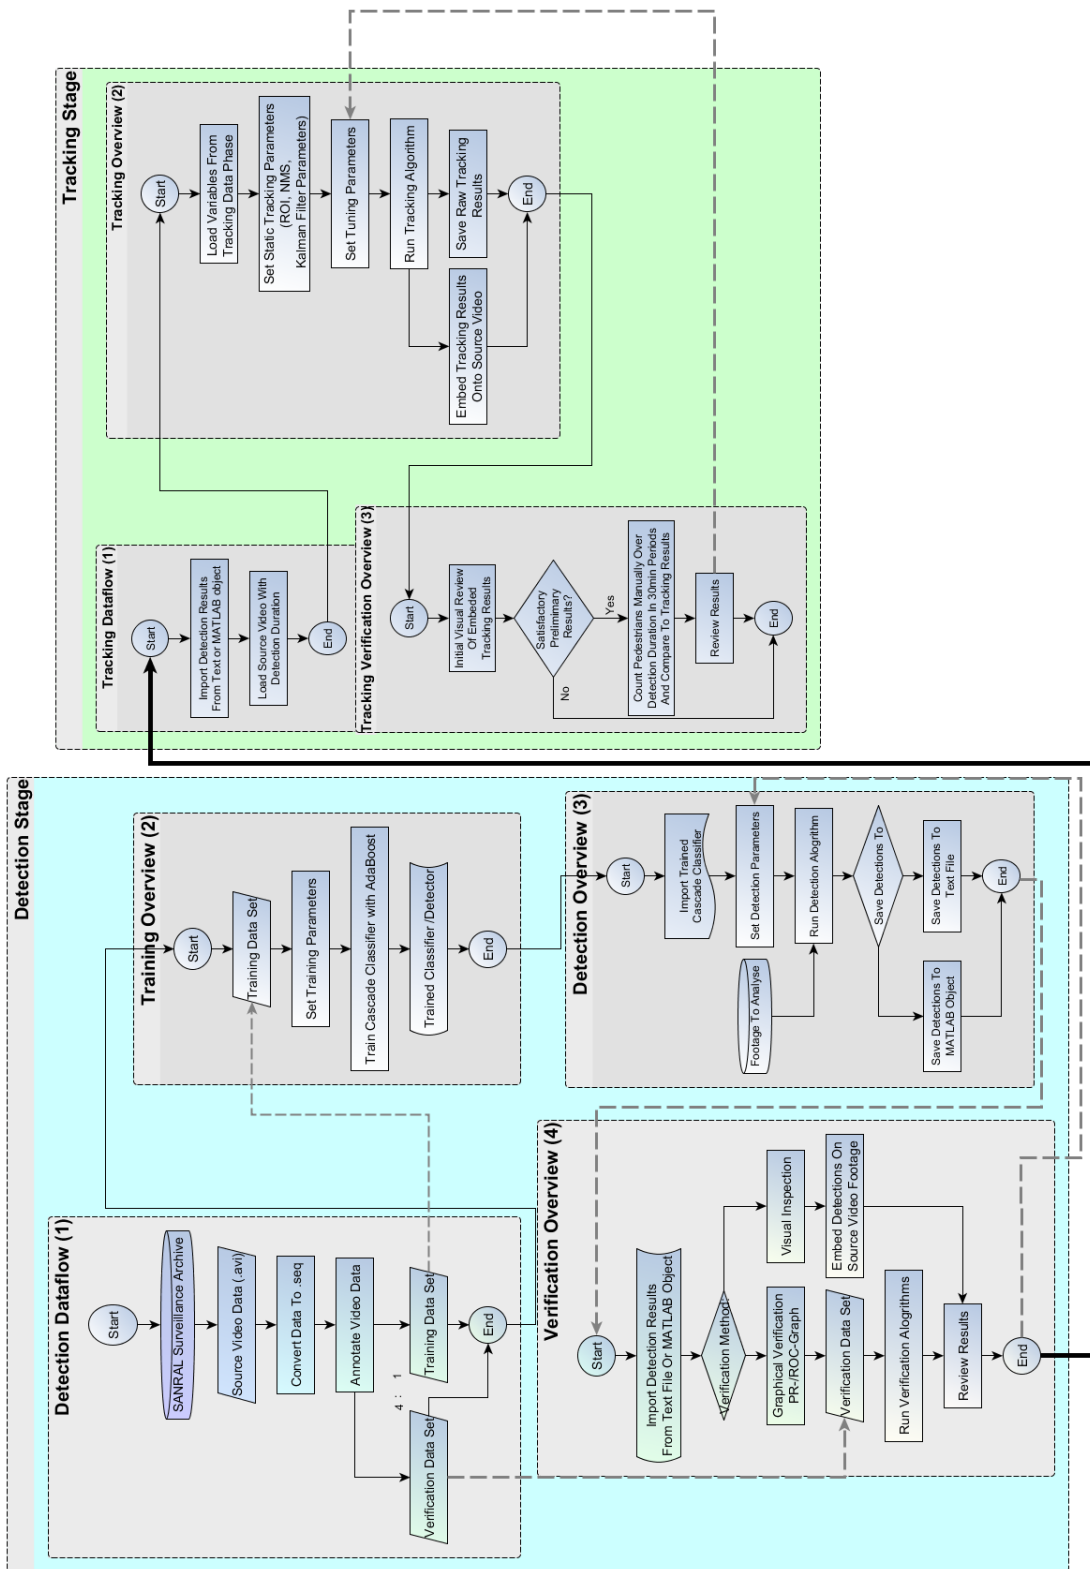 Detection Stage
Detection Dataflow (1)
Start
SANRAL Surveillance Archive
Source Video Data (.avi)
Convert Data To .seq
Annotate Video Data
4 : 1
Verification Data Set
Training Data Set
End
Training Overview (2)
Start
Training Data Set
Set Training Parameters
Train Cascade Classifier with AdaBoost
Trained Classifier /Detector
End
Detection Overview (3)
Start
Import Trained
Cascade Classifier
Footage To Analyse
Set Detection Parameters
Run Detection Alogrithm
Save Detections To
Save Detections To
MATLAB Object
Save Detections To
Text File
End
Verification Overview (4)
Start
Import Detection Results
From Text File Or MATLAB Object
Verification Method:
Graphical Verification
PR-/ROC-Graph
Visual Inspection
Verification Data Set
Embed Detections On
Source Video Footage
Run Verification Alogrithms
Review Results
End
Tracking Stage
Tracking Dataflow (1)
Start
Import Detection Results
From Text or MATLAB object
Load Source Video With
Detection Duration
End
Tracking Overview (2)
Start
Load Variables From
Tracking Data Phase
Set Static Tracking Parameters
(ROI, NMS,
Kalman Filter Parameters)
Set Tuning Parameters
Run Tracking Algorithm
Embed Tracking Results
Onto Source Video
Save Raw Tracking
Results
End
Tracking Verification Overview (3)
Start
Initial Visual Review
Of Embeded
Tracking Results
Satisfactory
Prelimimary
Results?
No
Yes
Count Pedestrians Manually Over
Detection Duration In 30min Periods
And Compare To Tracking Results
Review Results
End